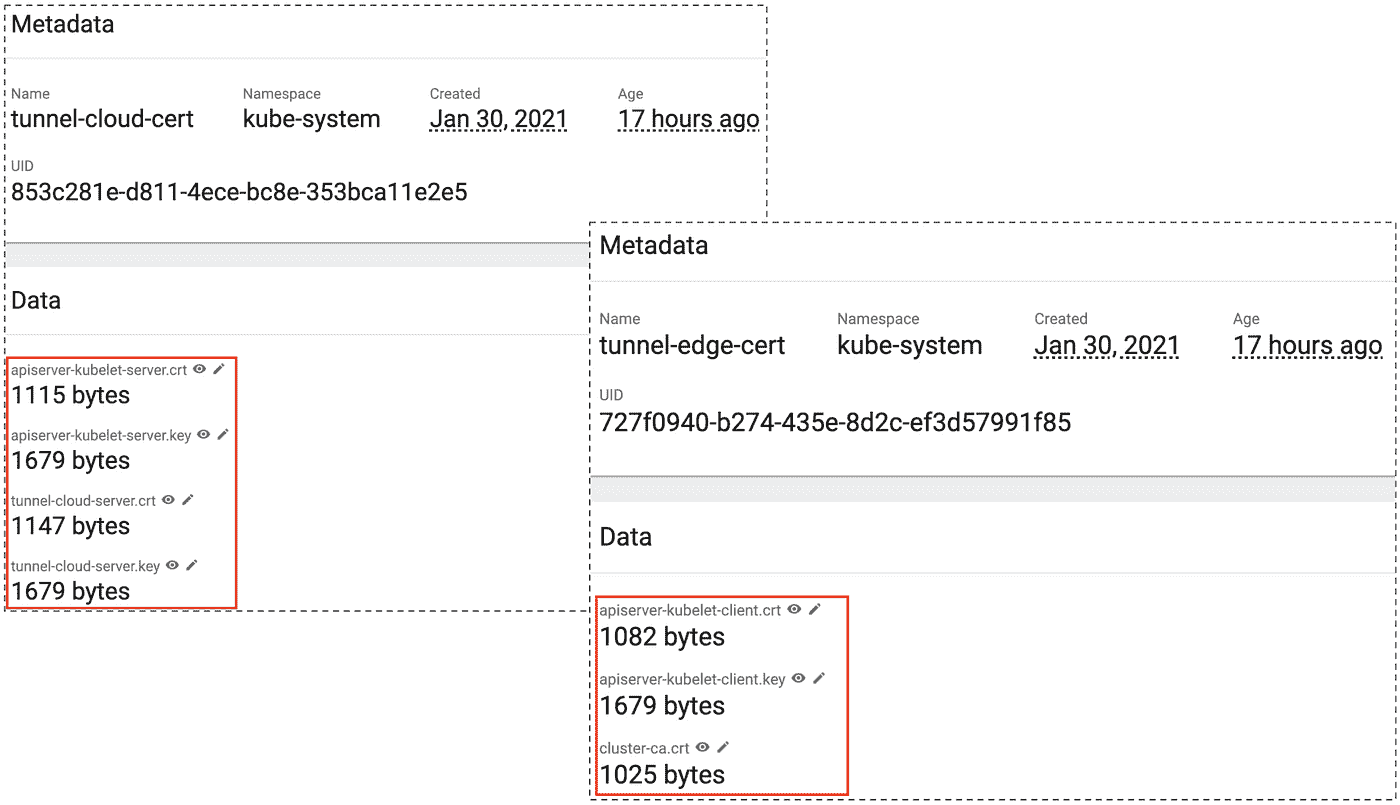 Metadata
Name Namespace Created Age
tunnel-cloud-cert kube-system Jan 30, 2021 17 hours ago
UID
853c281e-d811-4ece-bc8e-353bca11e2e5
Data
apiserver-kubelet-server.crt
1115 bytes
apiserver-kubelet-server.key
1679 bytes
tunnel-cloud-server.crt
1147 bytes
tunnel-cloud-server.key
1679 bytes
Metadata
Name Namespace Created Age
tunnel-edge-cert kube-system Jan 30, 2021 17 hours ago
UID
727f0940-b274-435e-8d2c-ef3d57991f85
Data
apiserver-kubelet-client.crt
1082 bytes
apiserver-kubelet-client.key
1679 bytes
cluster-ca.crt
1025 bytes